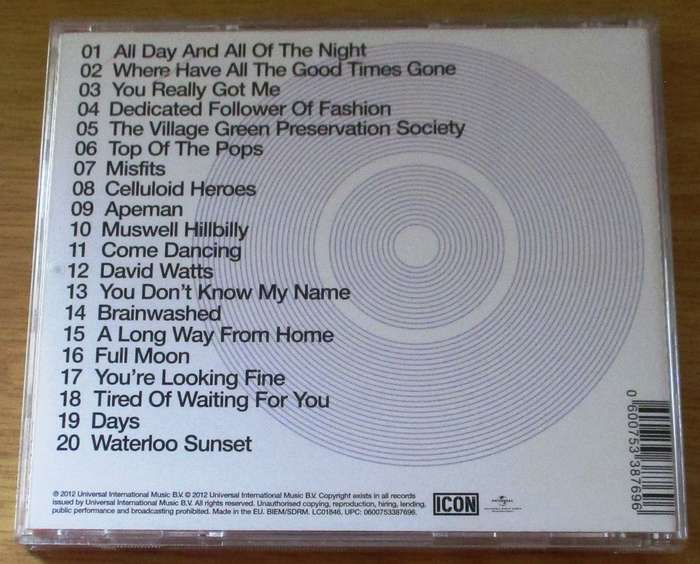 01 All Day And All Of The Night
02 Where Have All The Good Times Gone
03 You Really Got Me
04 Dedicated Follower Of Fashion
05 The Village Green Preservation Society
06 Top Of The Pops
07 Misfits
08 Celluloid Heroes
09 Apeman
10 Muswell Hillbilly
11 Come Dancing
12 David Watts
13 You Don't Know My Name
14 Brainwashed
15 A Long Way From Home
16 Full Moon
17 You're Looking Fine
18 Tired Of Waiting For You
19 Days
20 Waterloo Sunset
℗ 2012 Universal International Music B.V. © 2012 Universal International Music B.V. Copyright exists in all records
issued by Universal International Music B.V. All rights reserved. Unauthorised copying, reproduction, hiring, lending,
public performance and broadcasting prohibited. Made in the EU. BIEM/SDRM. LC01846, UPC: 0600753387696.
ICON
UNIVERSAL
0 600753 387696